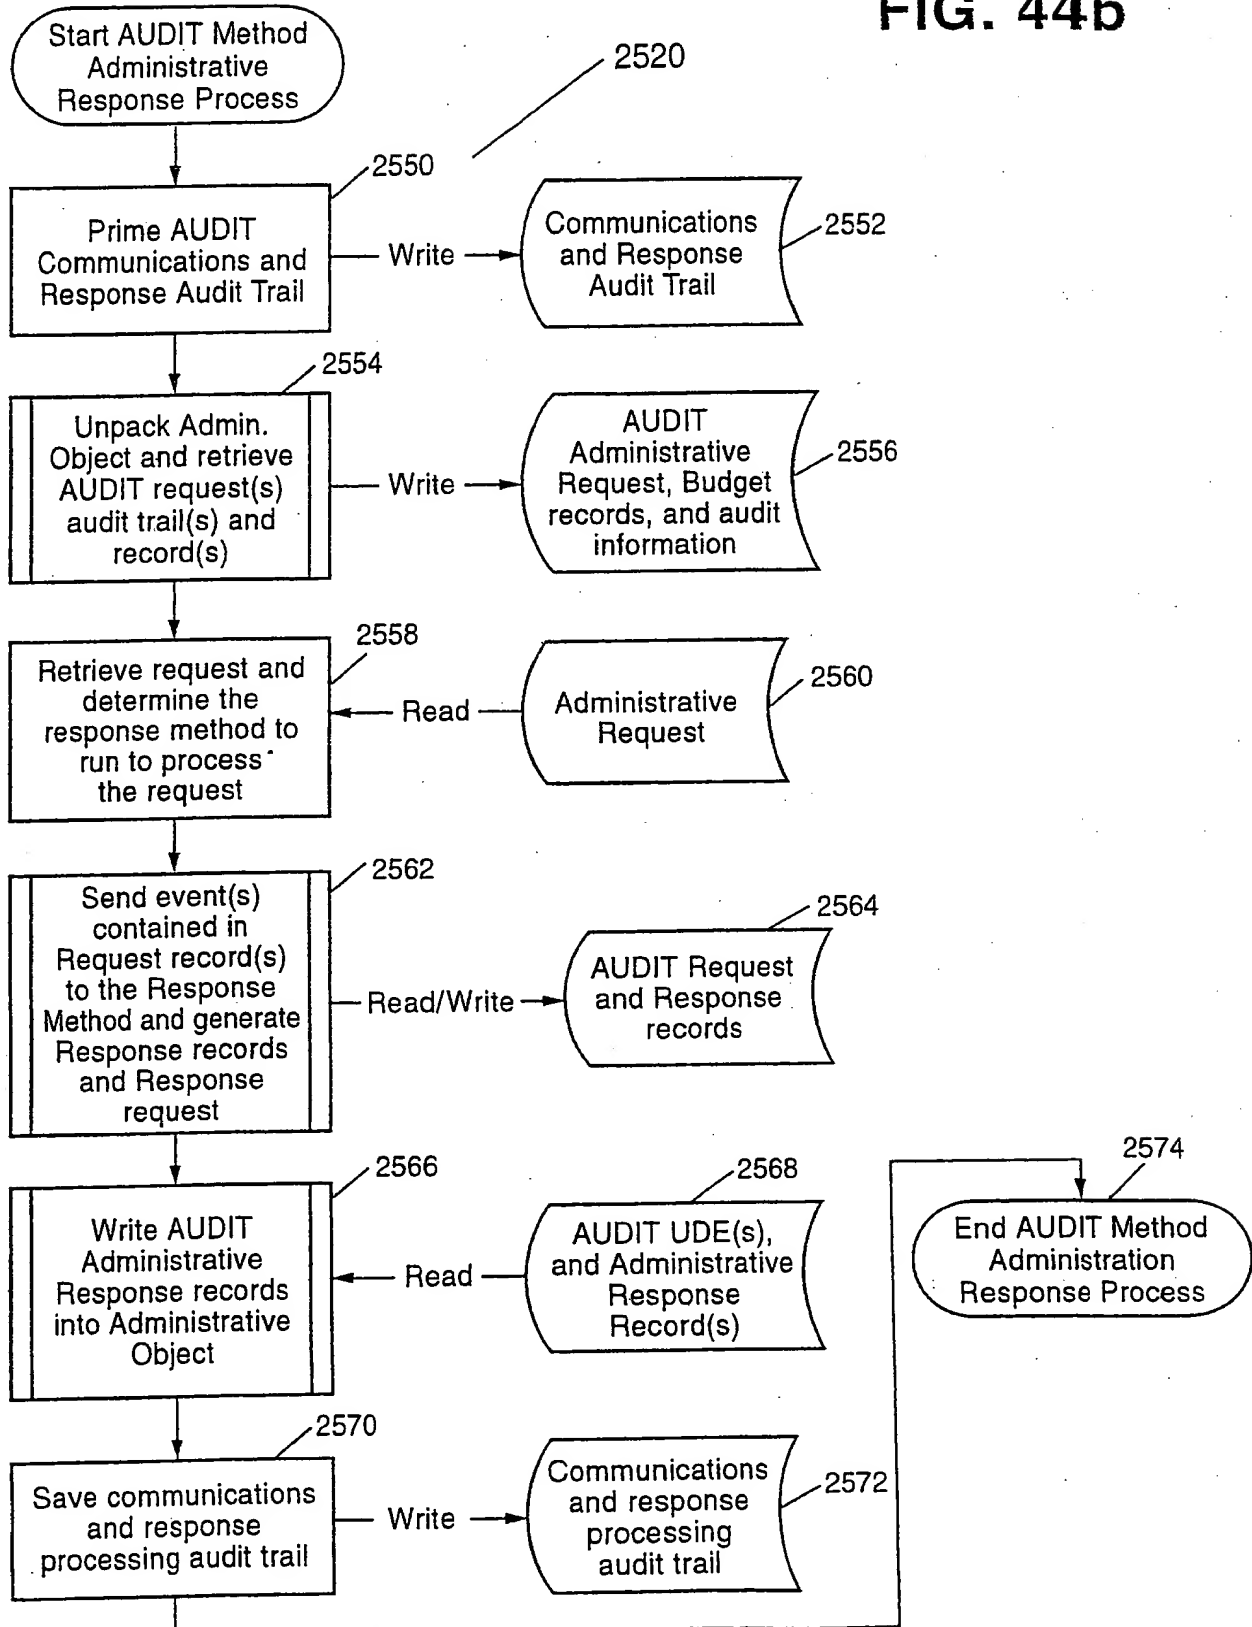 FIG. 44b
Start AUDIT Method
Administrative
Response Process
2520
2550
Prime AUDIT
Communications and
Response Audit Trail
Write
Communications
and Response
Audit Trail
2552
2554
Unpack Admin.
Object and retrieve
AUDIT request(s)
audit trail(s) and
record(s)
Write
AUDIT
Administrative
Request, Budget
records, and audit
information
2556
2558
Retrieve request and
determine the
response method to
run to process
the request
Read
Administrative
Request
2560
2562
Send event(s)
contained in
Request record(s)
to the Response
Method and generate
Response records
and Response
request
Read/Write
2564
AUDIT Request
and Response
records
2566
Write AUDIT
Administrative
Response records
into Administrative
Object
Read
2568
AUDIT UDE(s),
and Administrative
Response
Record(s)
2574
End AUDIT Method
Administration
Response Process
2570
Save communications
and response
processing audit trail
Write
Communications
and response
processing
audit trail
2572